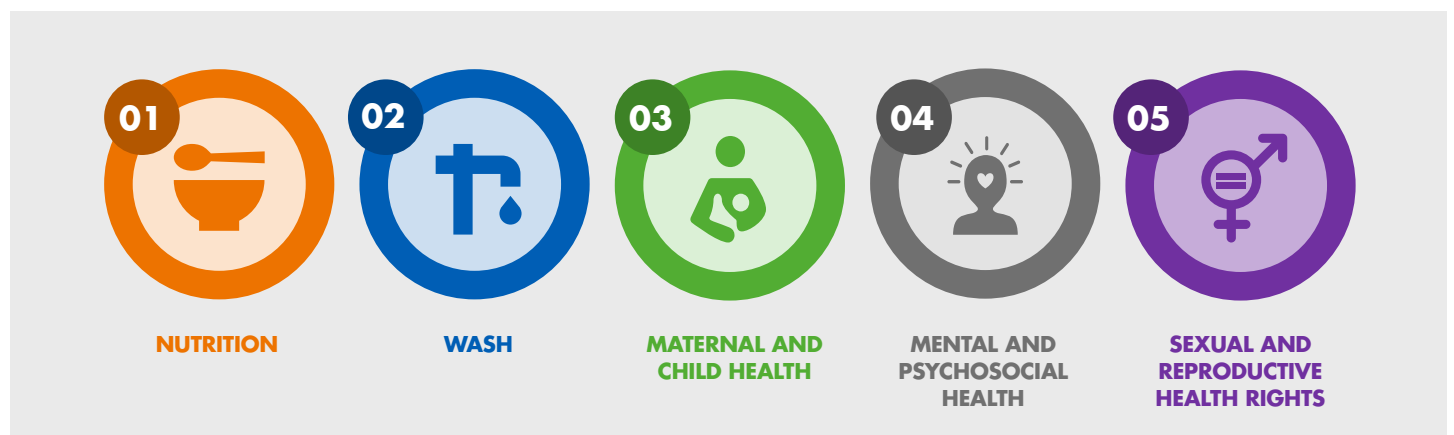 01
NUTRITION
02
WASH
03
MATERNAL AND
CHILD HEALTH
04
MENTAL AND
PSYCHOSOCIAL
HEALTH
05
SEXUAL AND
REPRODUCTIVE
HEALTH RIGHTS